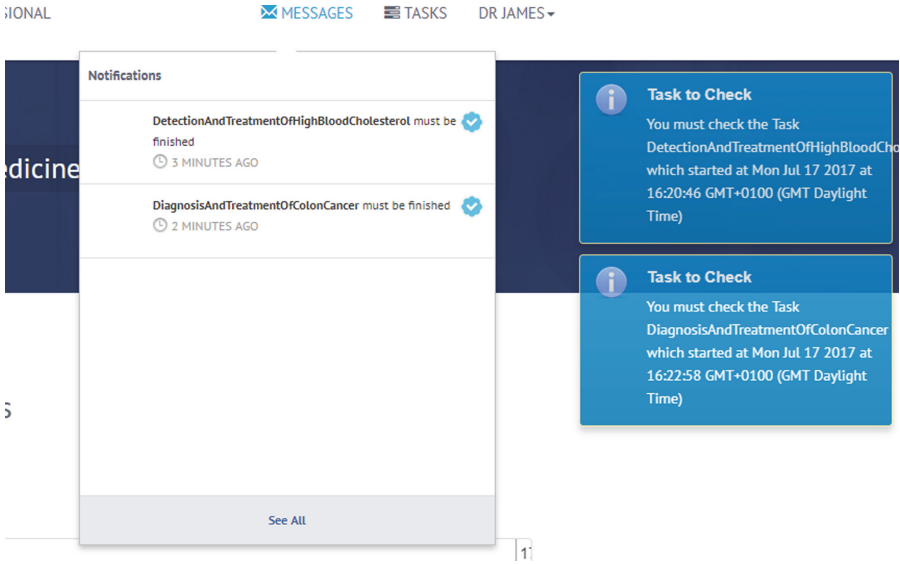 SIONAL MESSAGES TASKS DR JAMES
Notifications
DetectionAndTreatmentOfHighBloodCholesterol must be
finished
3 MINUTES AGO
DiagnosisAndTreatmentOfColonCancer must be finished
2 MINUTES AGO
See All
edicine
s
Task to Check
You must check the Task
DetectionAndTreatmentOfHighBloodCho
which started at Mon Jul 17 2017 at
16:20:46 GMT+0100 (GMT Daylight
Time)
Task to Check
You must check the Task
DiagnosisAndTreatmentOfColonCancer
which started at Mon Jul 17 2017 at
16:22:58 GMT+0100 (GMT Daylight
Time)